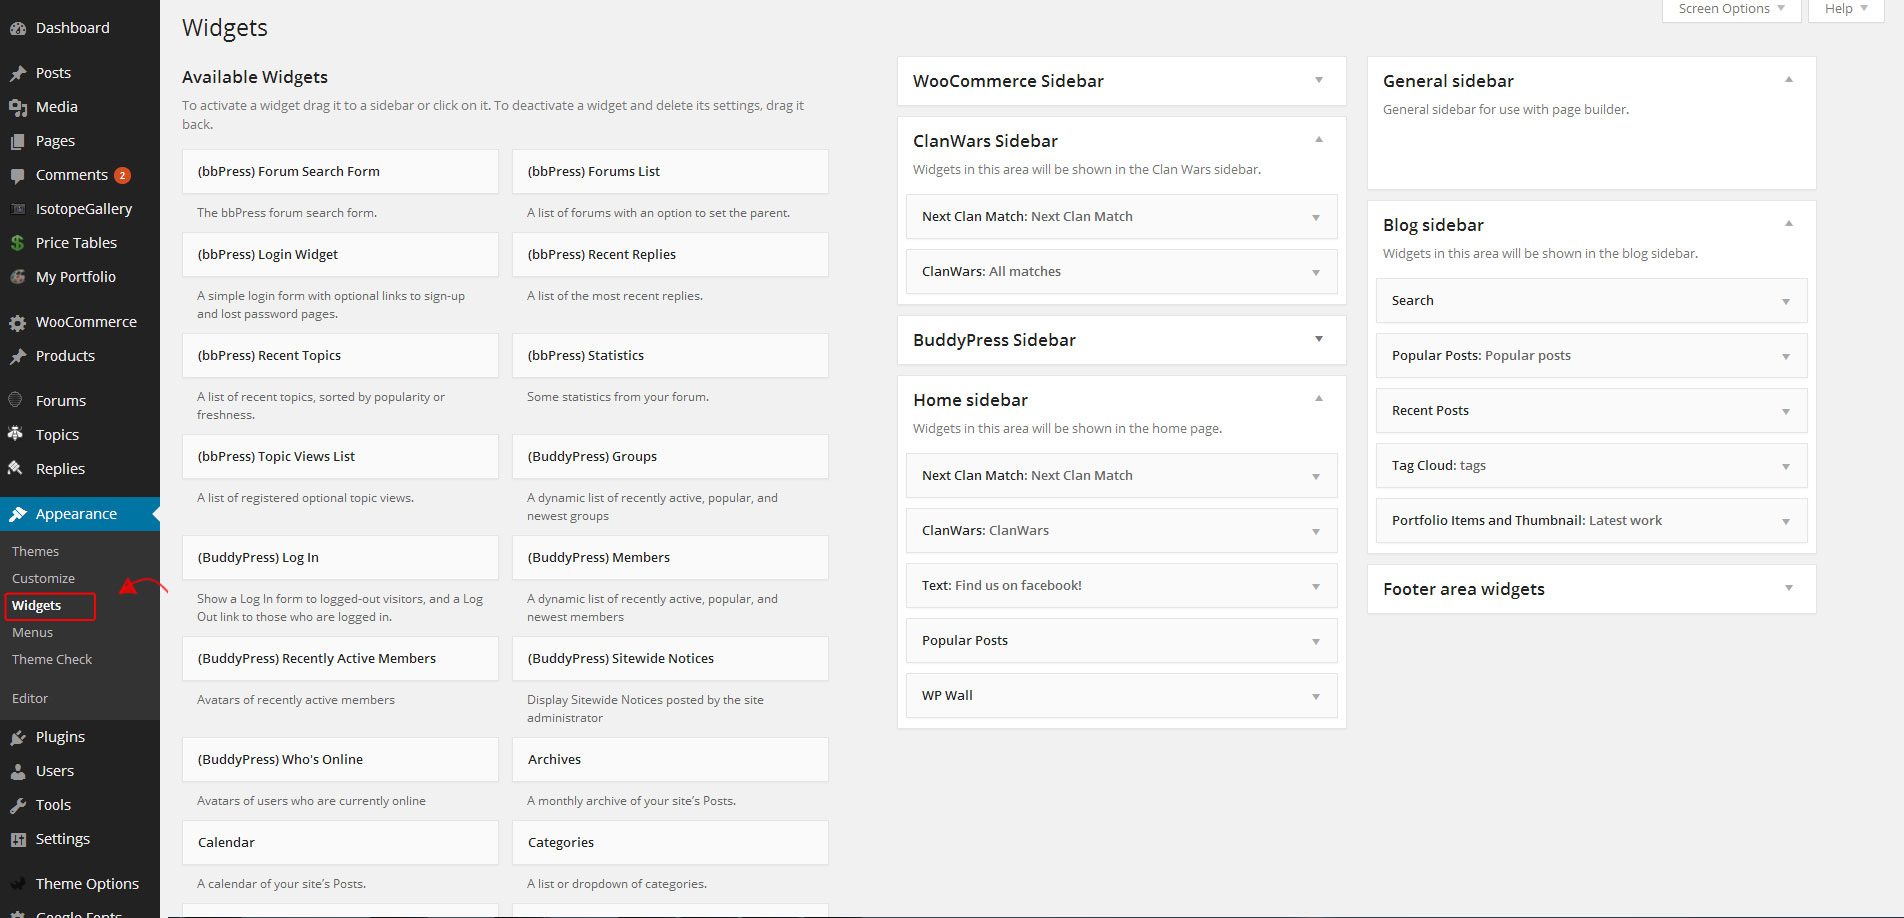 Dashboard
Posts
Media
Pages
Comments 2
IsotopeGallery
Price Tables
My Portfolio
WooCommerce
Products
Forums
Topics
Replies
Appearance
Themes
Customize
Widgets
Menus
Theme Check
Editor
Plugins
Users
Tools
Settings
Theme Options
Google Fonts
Screen Options
Help
Widgets
Available Widgets
To activate a widget drag it to a sidebar or click on it. To deactivate a widget and delete its settings, drag it
back.
(bbPress) Forum Search Form
The bbPress forum search form.
(bbPress) Forums List
A list of forums with an option to set the parent.
(bbPress) Login Widget
A simple login form with optional links to sign-up
and lost password pages.
(bbPress) Recent Replies
A list of the most recent replies.
(bbPress) Recent Topics
A list of recent topics, sorted by popularity or
freshness.
(bbPress) Statistics
Some statistics from your forum.
(bbPress) Topic Views List
A list of registered optional topic views.
(BuddyPress) Groups
A dynamic list of recently active, popular, and
newest groups
(BuddyPress) Log In
Show a Log In form to logged-out visitors, and a Log
Out link to those who are logged in.
(BuddyPress) Members
A dynamic list of recently active, popular, and
newest members
(BuddyPress) Recently Active Members
Avatars of recently active members
(BuddyPress) Sitewide Notices
Display Sitewide Notices posted by the site
administrator
(BuddyPress) Who's Online
Avatars of users who are currently online
Archives
A monthly archive of your site’s Posts.
Calendar
A calendar of your site’s Posts.
Categories
A list or dropdown of categories.
WooCommerce Sidebar
ClanWars Sidebar
Widgets in this area will be shown in the Clan Wars sidebar.
Next Clan Match: Next Clan Match
ClanWars: All matches
BuddyPress Sidebar
Home sidebar
Widgets in this area will be shown in the home page.
Next Clan Match: Next Clan Match
ClanWars: ClanWars
Text: Find us on facebook!
Popular Posts
WP Wall
General sidebar
General sidebar for use with page builder.
Blog sidebar
Widgets in this area will be shown in the blog sidebar.
Search
Popular Posts: Popular posts
Recent Posts
Tag Cloud: tags
Portfolio Items and Thumbnail: Latest work
Footer area widgets